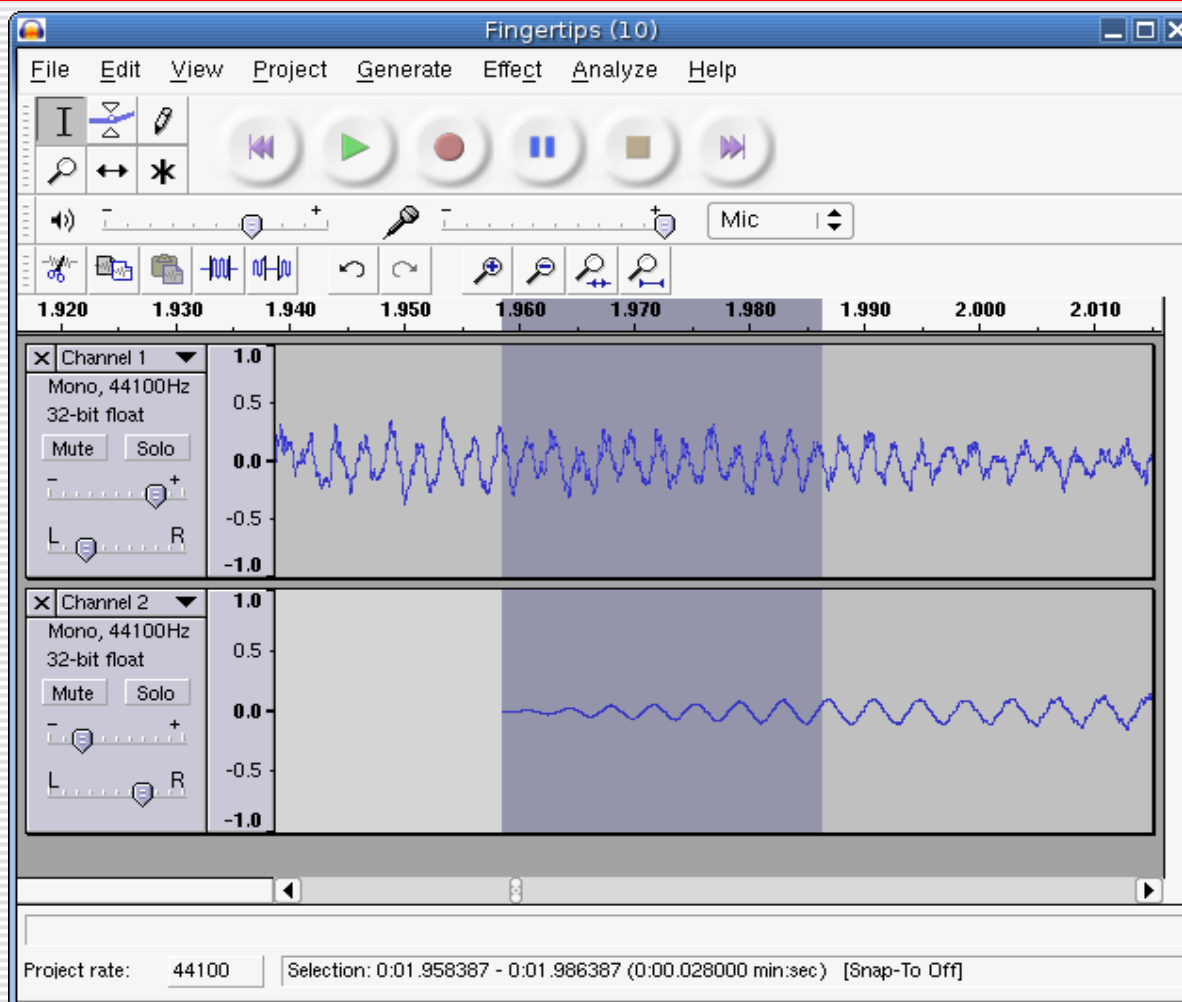 Fingertips (10)
File Edit View Project Generate Effect Analyze Help
- + - + Mic
1.920 1.930 1.940 1.950 1.960 1.970 1.980 1.990 2.000 2.010
Channel 1
Mono, 44100Hz
32-bit float
Mute Solo
- +
L R
1.0
0.5
0.0
-0.5
-1.0
Channel 2
Mono, 44100Hz
32-bit float
Mute Solo
- +
L R
1.0
0.5
0.0
-0.5
-1.0
Project rate: 44100 Selection: 0:01.958387 - 0:01.986387 (0:00.028000 min:sec) [Snap-To Off]